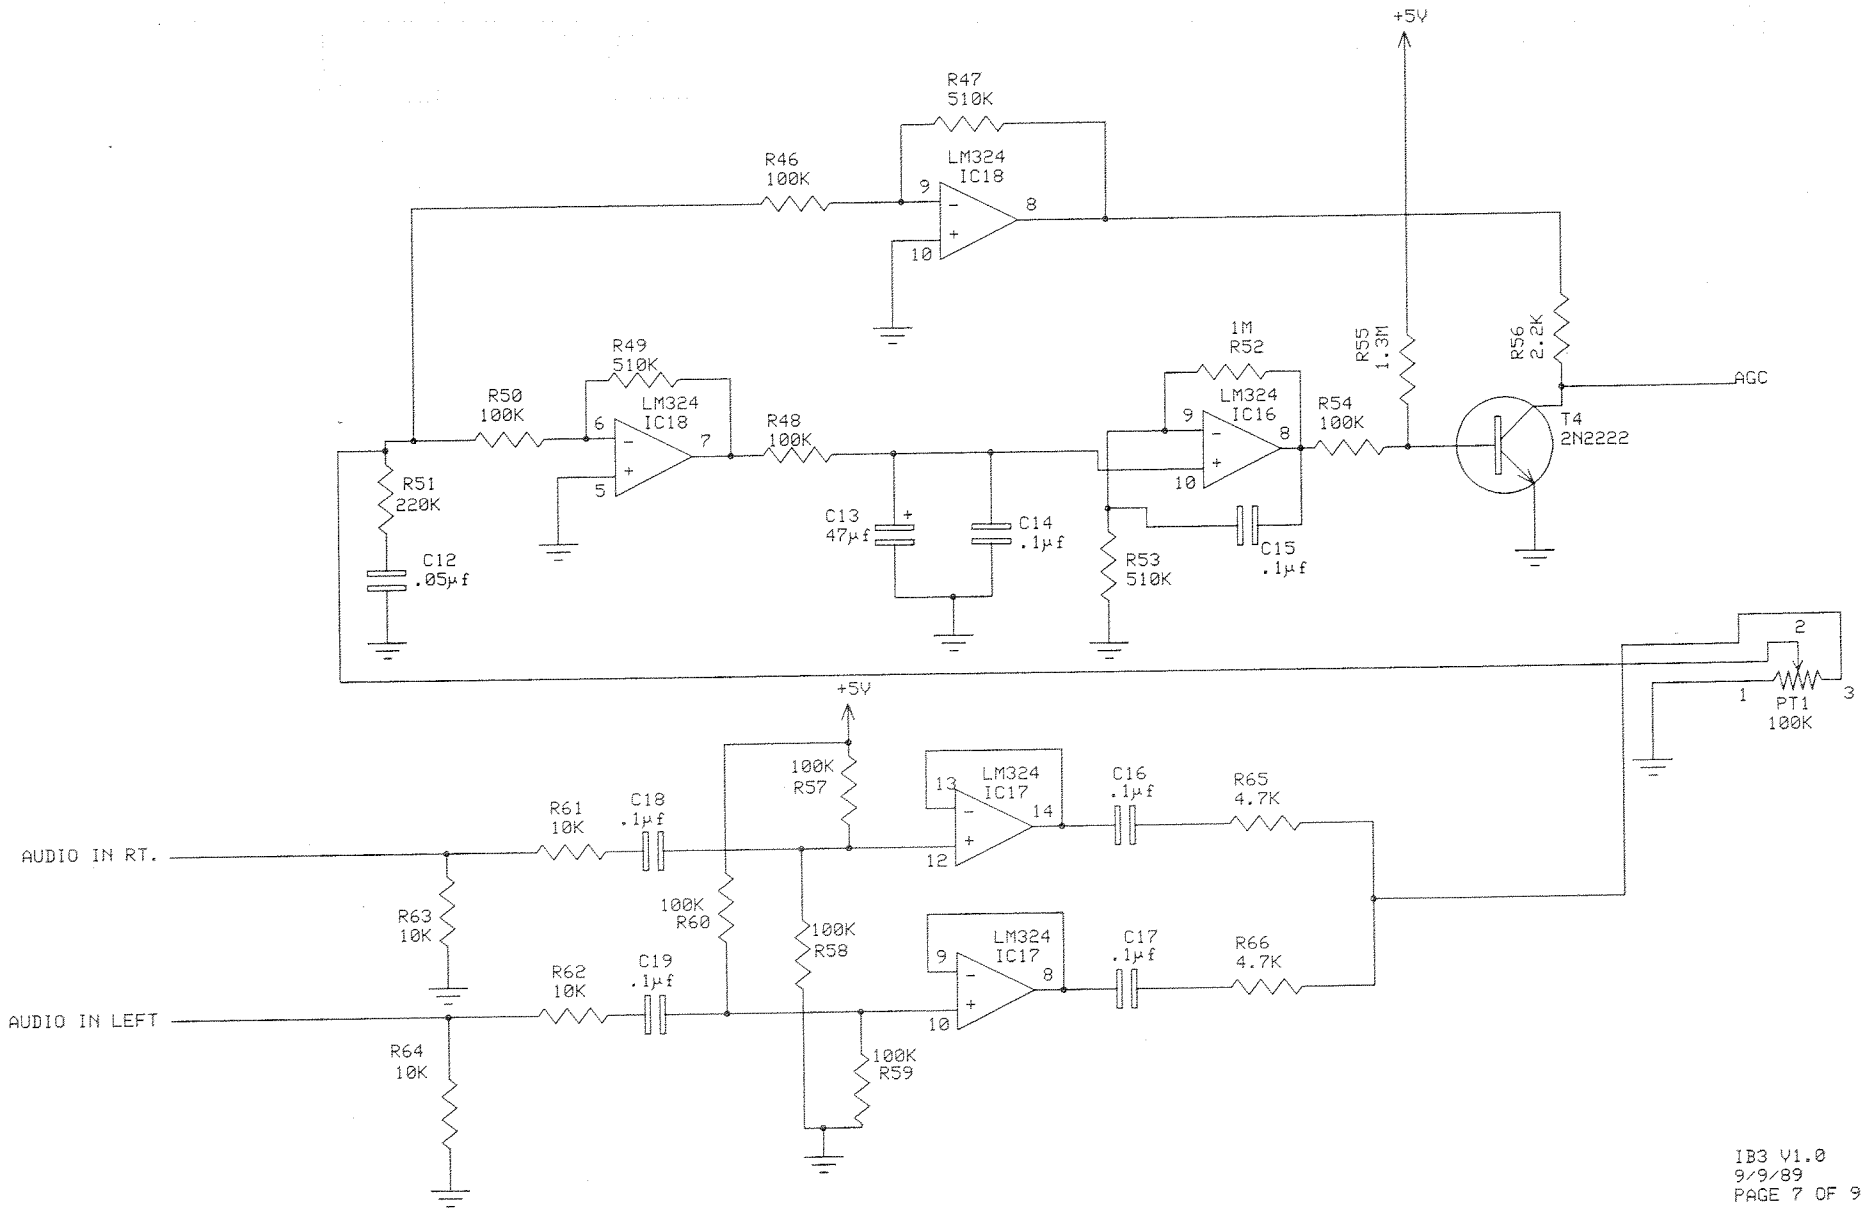 +5V
R47
510K
LM324
IC18
9
-
8
+
10
R46
100K
R55
1.3M
R56
2.2K
1M
R52
R49
510K
LM324
IC18
6
-
7
+
5
R50
100K
R48
100K
LM324
IC16
9
-
8
+
10
R54
100K
AGC
T4
2N2222
R51
220K
C12
.05µf
C13
47µf
+
C14
.1µf
C15
.1µf
R53
510K
2
1
3
PT1
100K
+5V
100K
R57
LM324
IC17
13
-
14
+
12
C16
.1µf
R65
4.7K
R61
10K
C18
.1µf
AUDIO IN RT.
R63
10K
100K
R60
100K
R58
LM324
IC17
9
-
8
+
10
C17
.1µf
R66
4.7K
R62
10K
C19
.1µf
AUDIO IN LEFT
R64
10K
100K
R59
IB3 V1.0
9/9/89
PAGE 7 OF 9